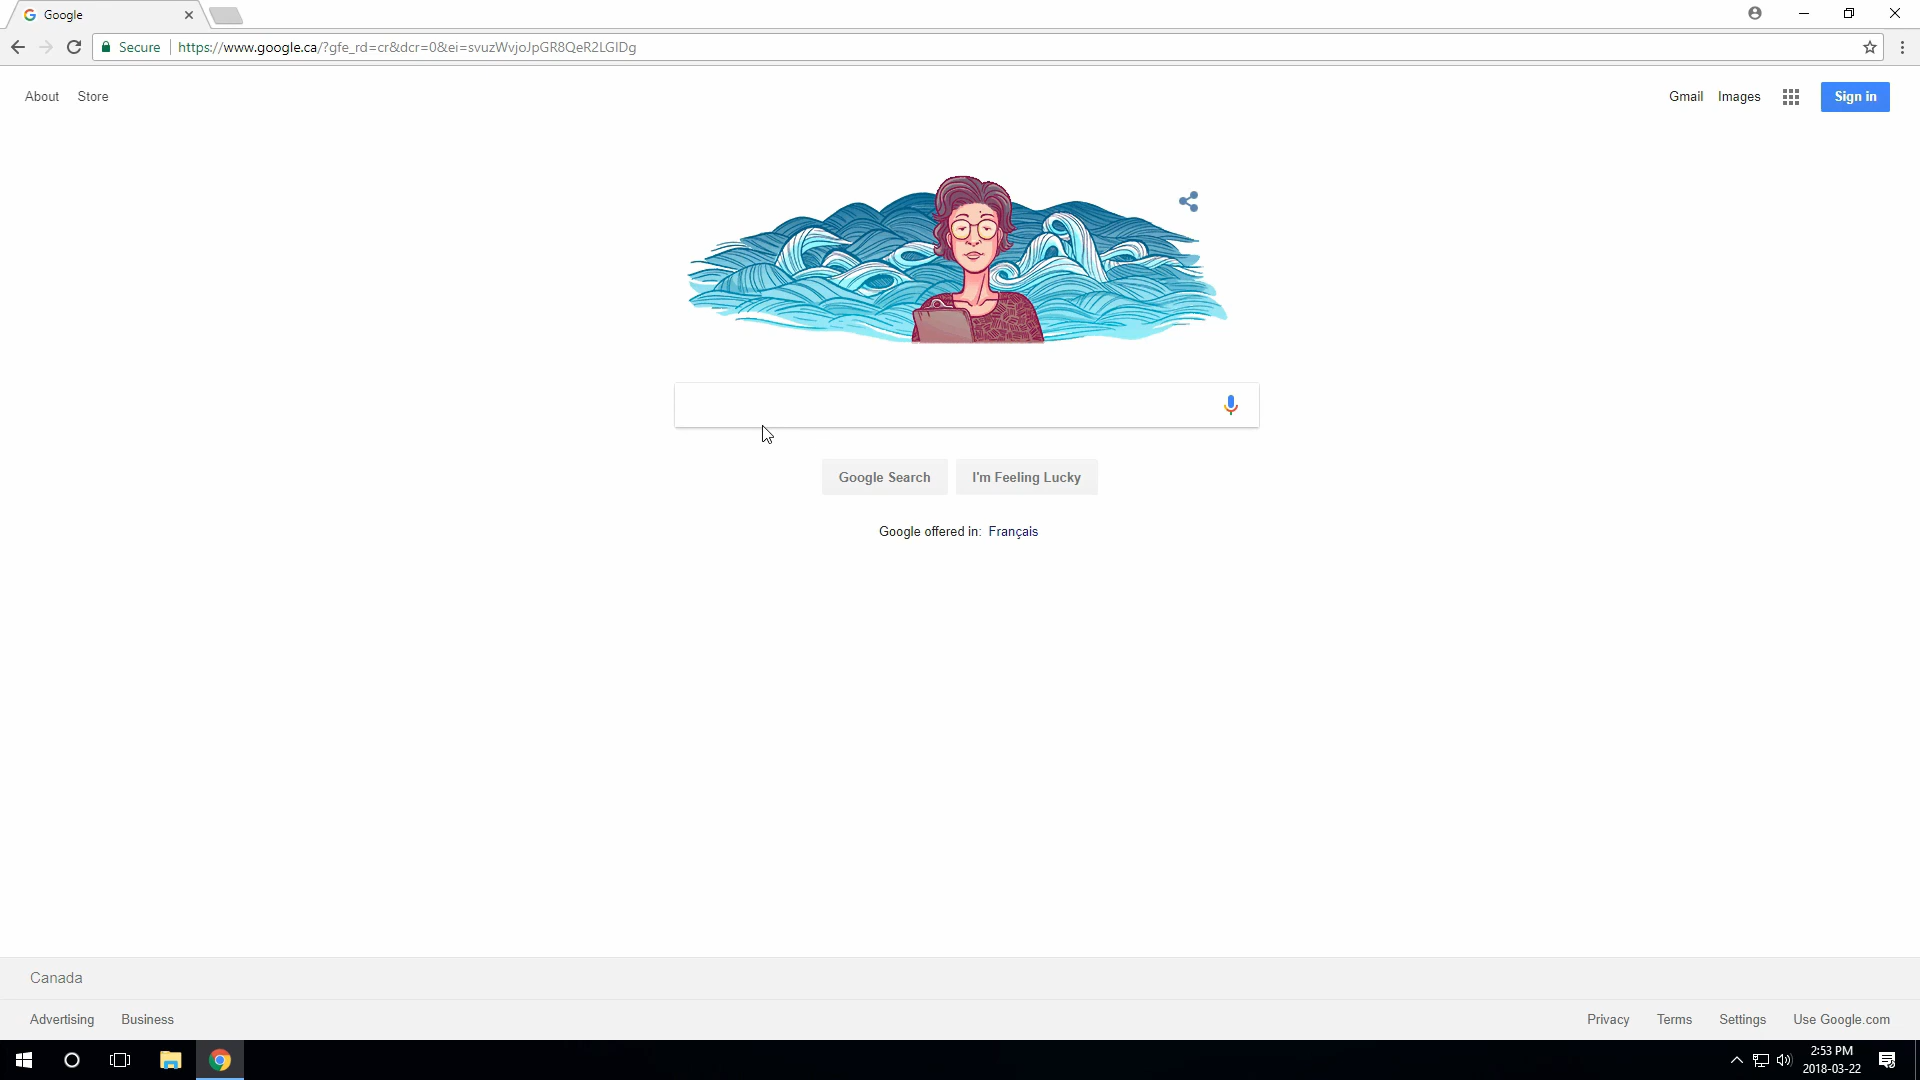 Google
Secure https://www.google.ca/?gfe_rd=cr&dcr=0&ei=svuzWvjoJpGR8QeR2LGIDg
About Store Gmail Images Sign in
Google Search I'm Feeling Lucky
Google offered in: Français
Canada
Advertising Business Privacy Terms Settings Use Google.com
2:53 PM
2018-03-22